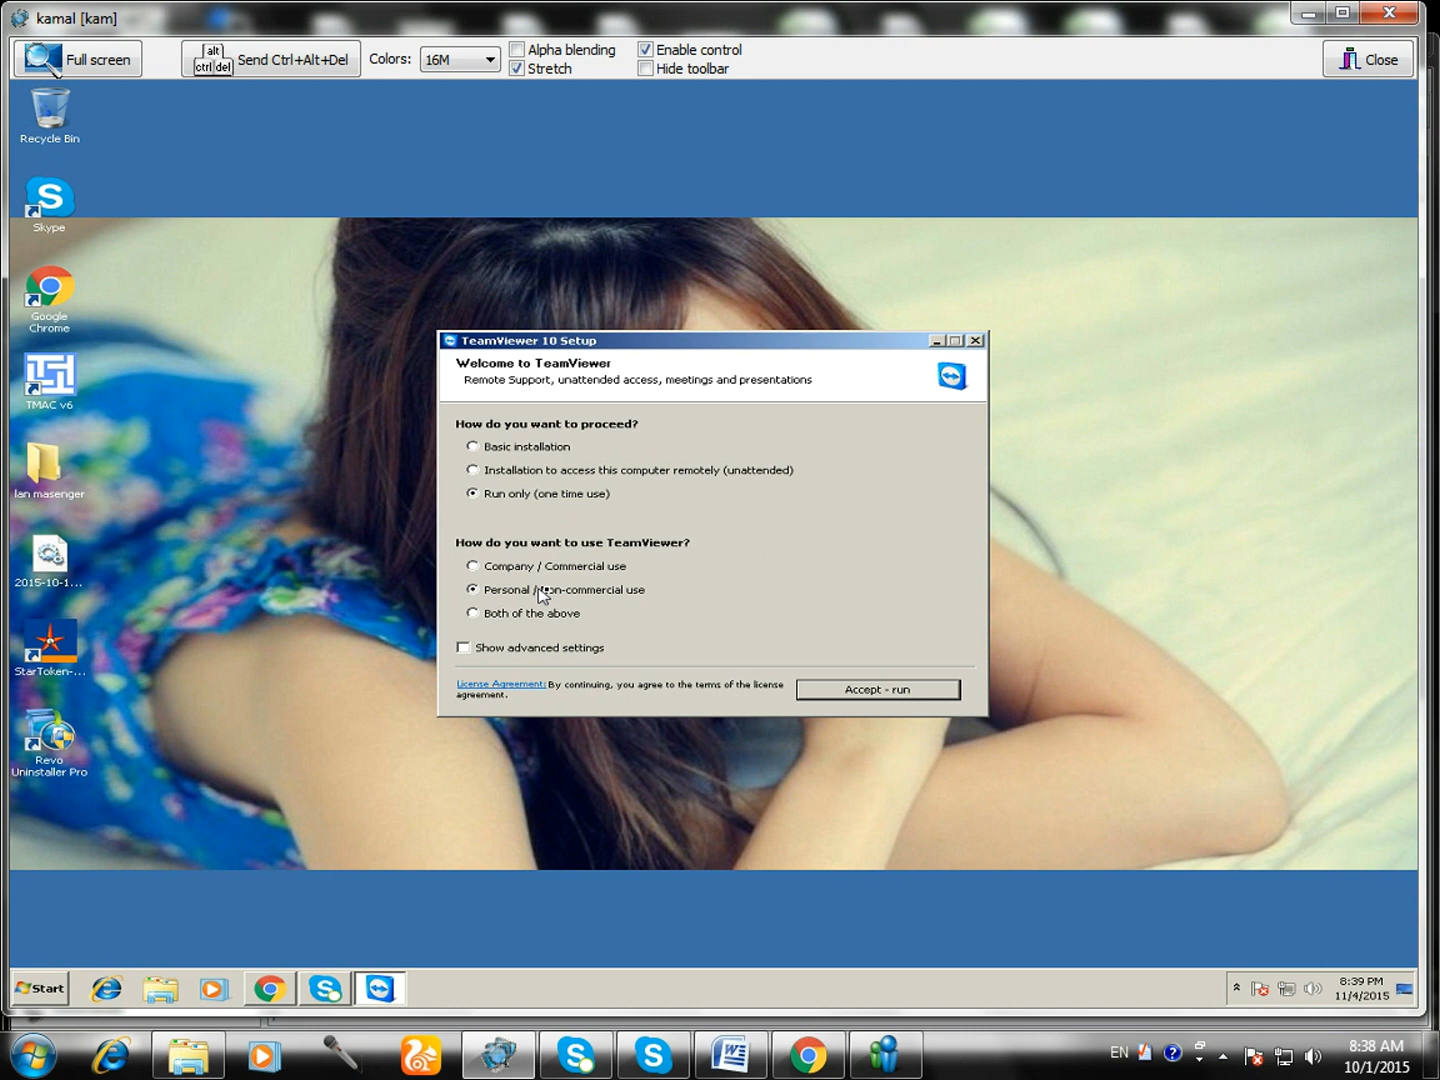 kamal [kam]
Full screen
alt
ctrl del
Send Ctrl+Alt+Del
Colors:
16M
Alpha blending
Stretch
Enable control
Hide toolbar
Close
Recycle Bin
Skype
Google
Chrome
TMAC v6
lan masenger
2015-10-1...
StarToken-...
Revo
Uninstaller Pro
TeamViewer 10 Setup
Welcome to TeamViewer
Remote Support, unattended access, meetings and presentations
How do you want to proceed?
Basic installation
Installation to access this computer remotely (unattended)
Run only (one time use)
How do you want to use TeamViewer?
Company / Commercial use
Personal / Non-commercial use
Both of the above
Show advanced settings
License Agreement: By continuing, you agree to the terms of the license
agreement.
Accept - run
Start
8:39 PM
11/4/2015
EN
8:38 AM
10/1/2015